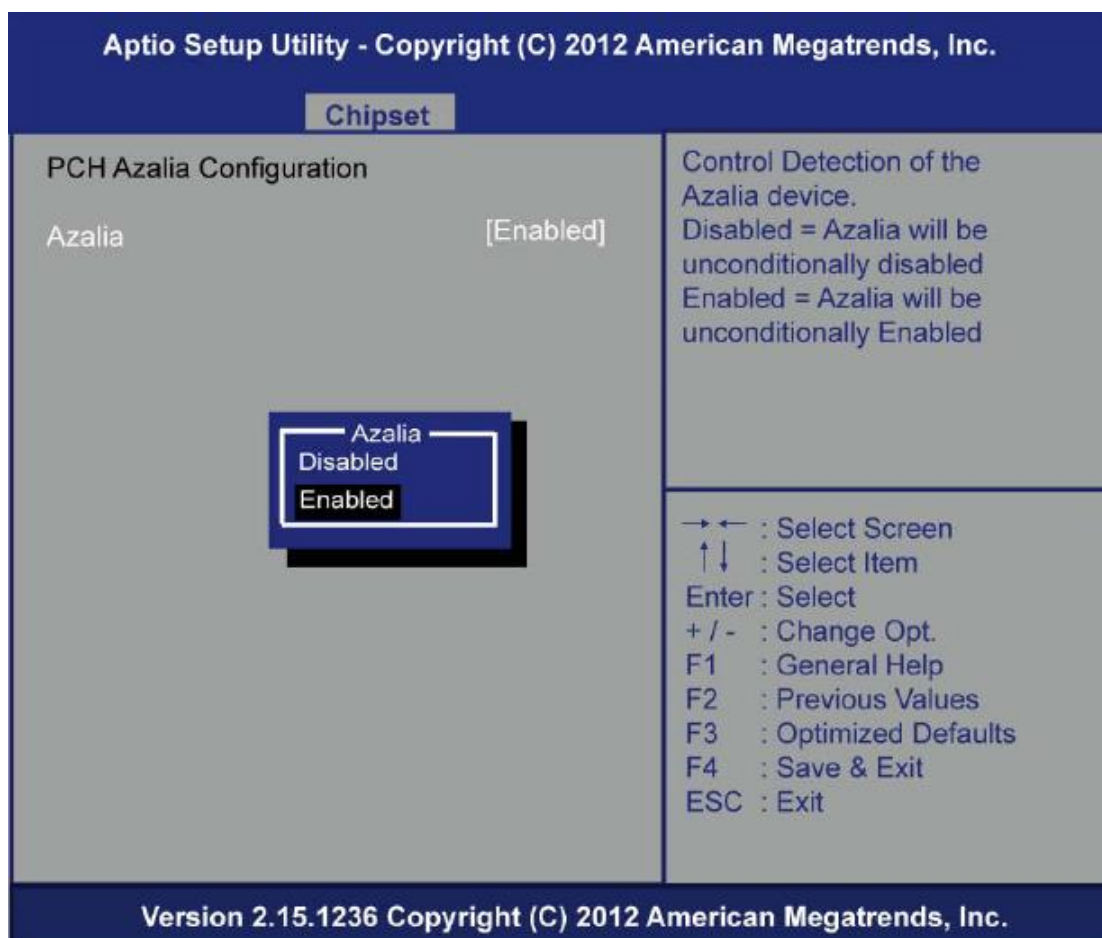 Aptio Setup Utility - Copyright (C) 2012 American Megatrends, Inc.
Chipset
PCH Azalia Configuration
Azalia [Enabled]
Azalia
Disabled
Enabled
Control Detection of the
Azalia device.
Disabled = Azalia will be
unconditionally disabled
Enabled = Azalia will be
unconditionally Enabled
→ ← : Select Screen
↑↓ : Select Item
Enter : Select
+ / - : Change Opt.
F1 : General Help
F2 : Previous Values
F3 : Optimized Defaults
F4 : Save & Exit
ESC : Exit
Version 2.15.1236 Copyright (C) 2012 American Megatrends, Inc.